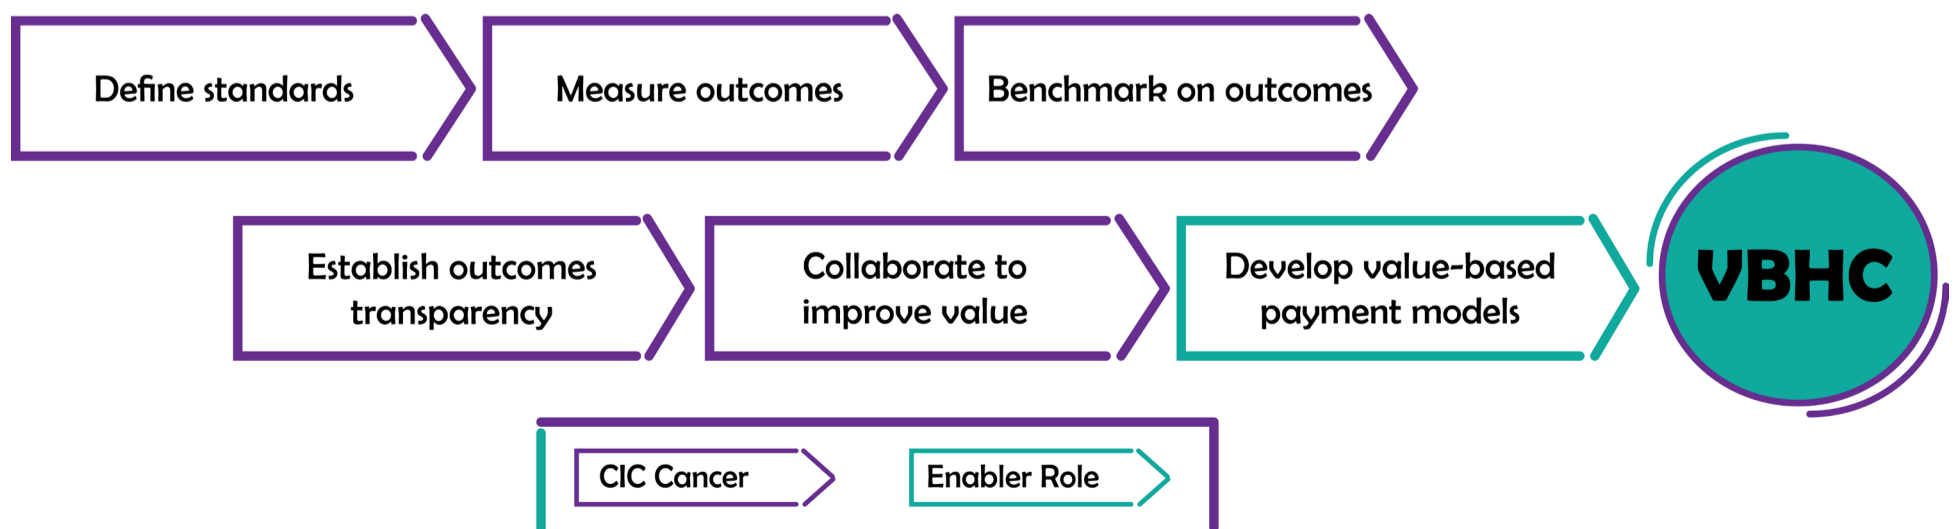 Define standards
Measure outcomes
Benchmark on outcomes
Establish outcomes
transparency
Collaborate to
improve value
Develop value-based
payment models
VBHC
CIC Cancer
Enabler Role